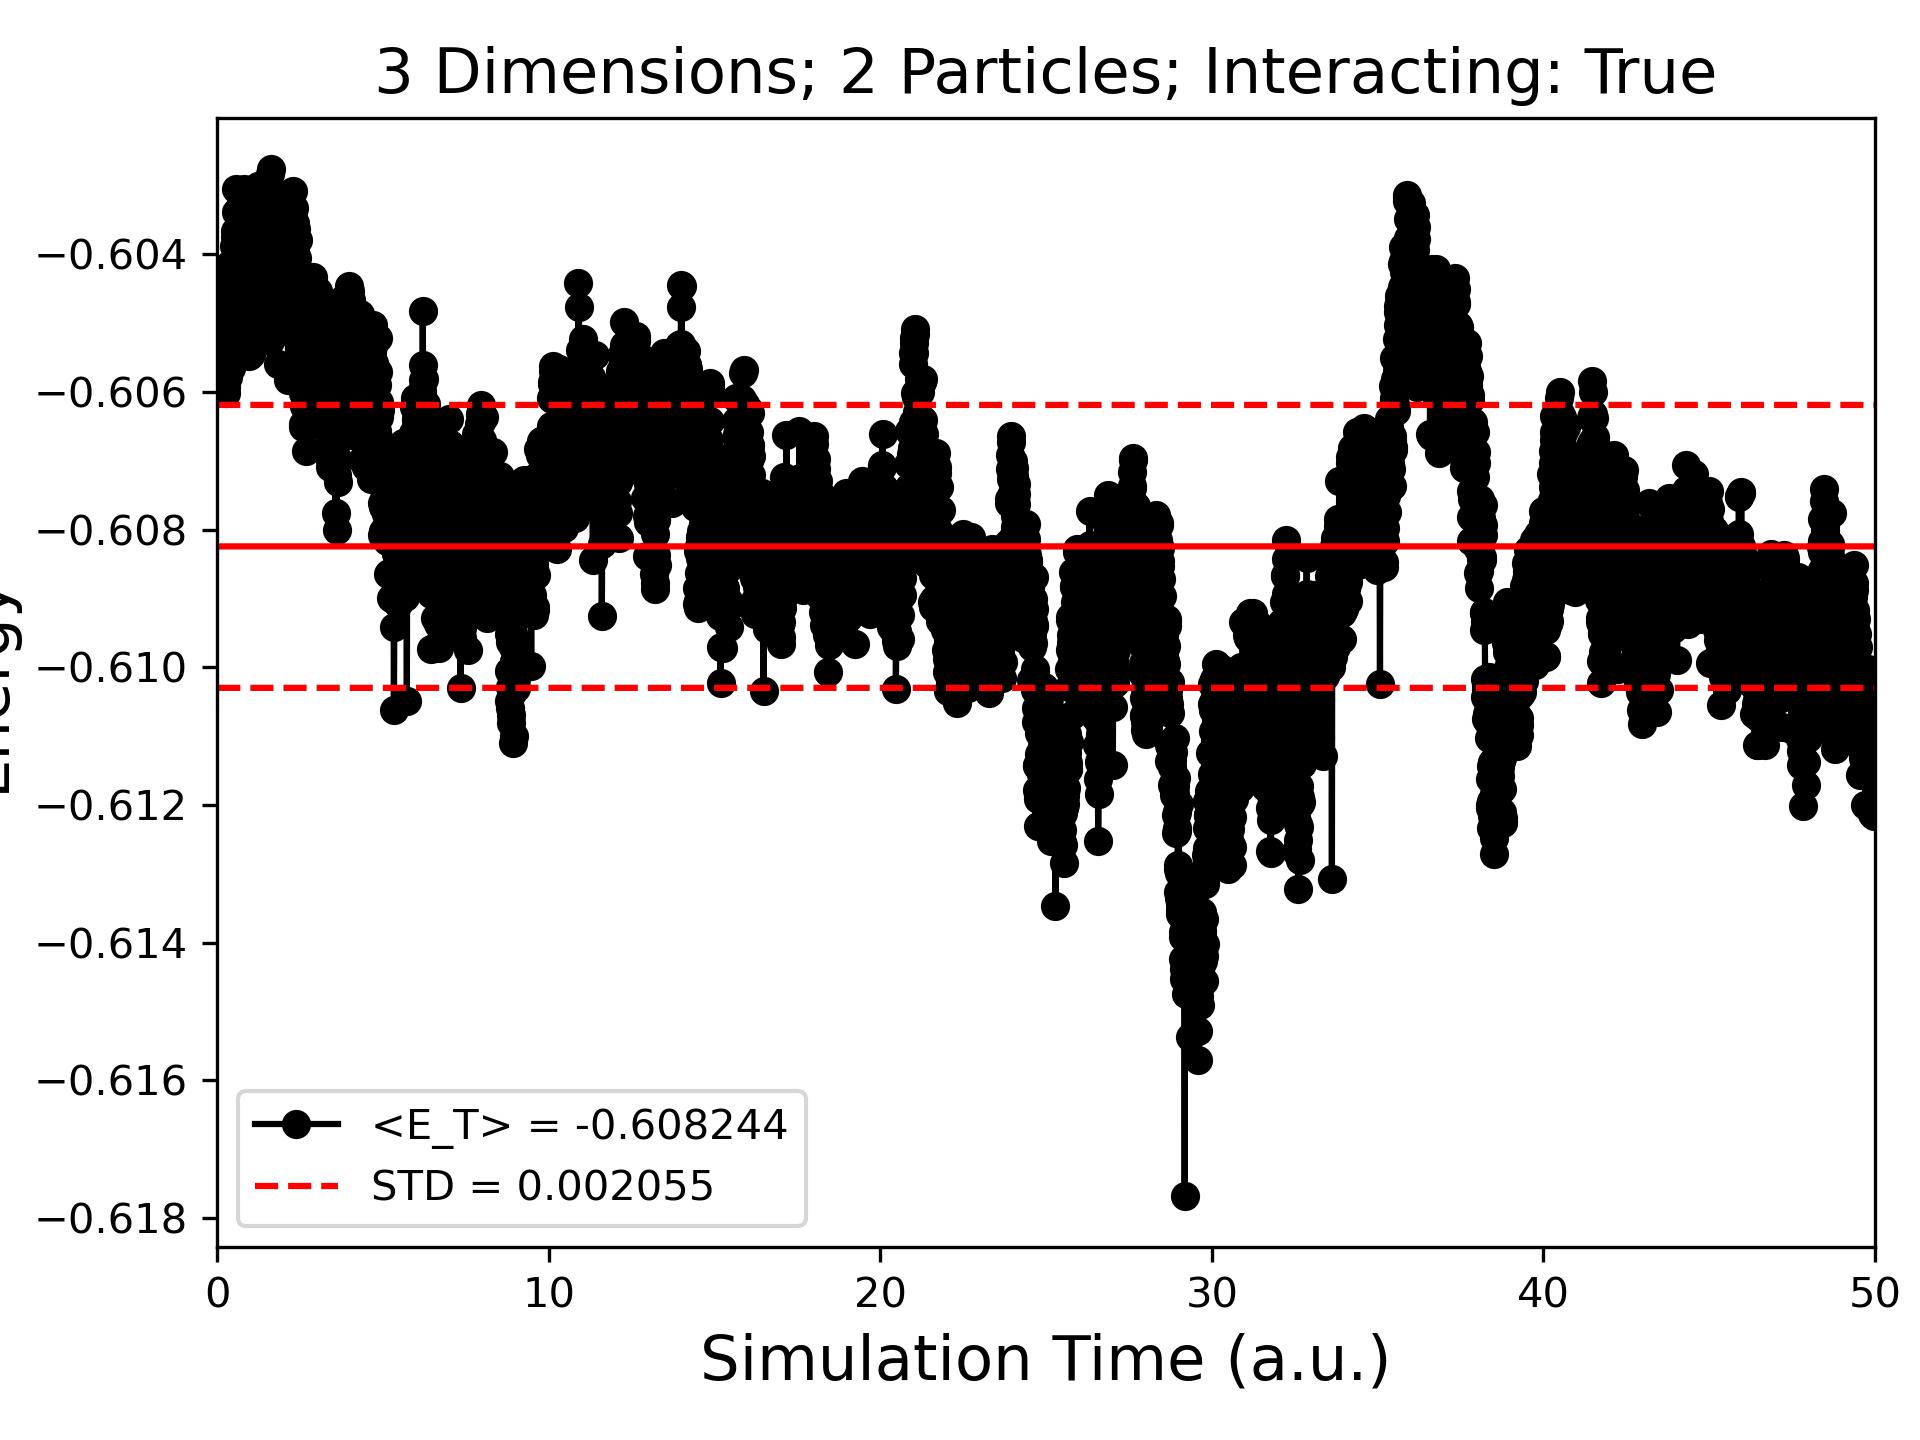 3 Dimensions; 2 Particles; Interacting: True
Energy
−0.604
−0.606
−0.608
−0.610
−0.612
−0.614
−0.616
−0.618
<E_T> = -0.608244
STD = 0.002055
0 10 20 30 40 50
Simulation Time (a.u.)